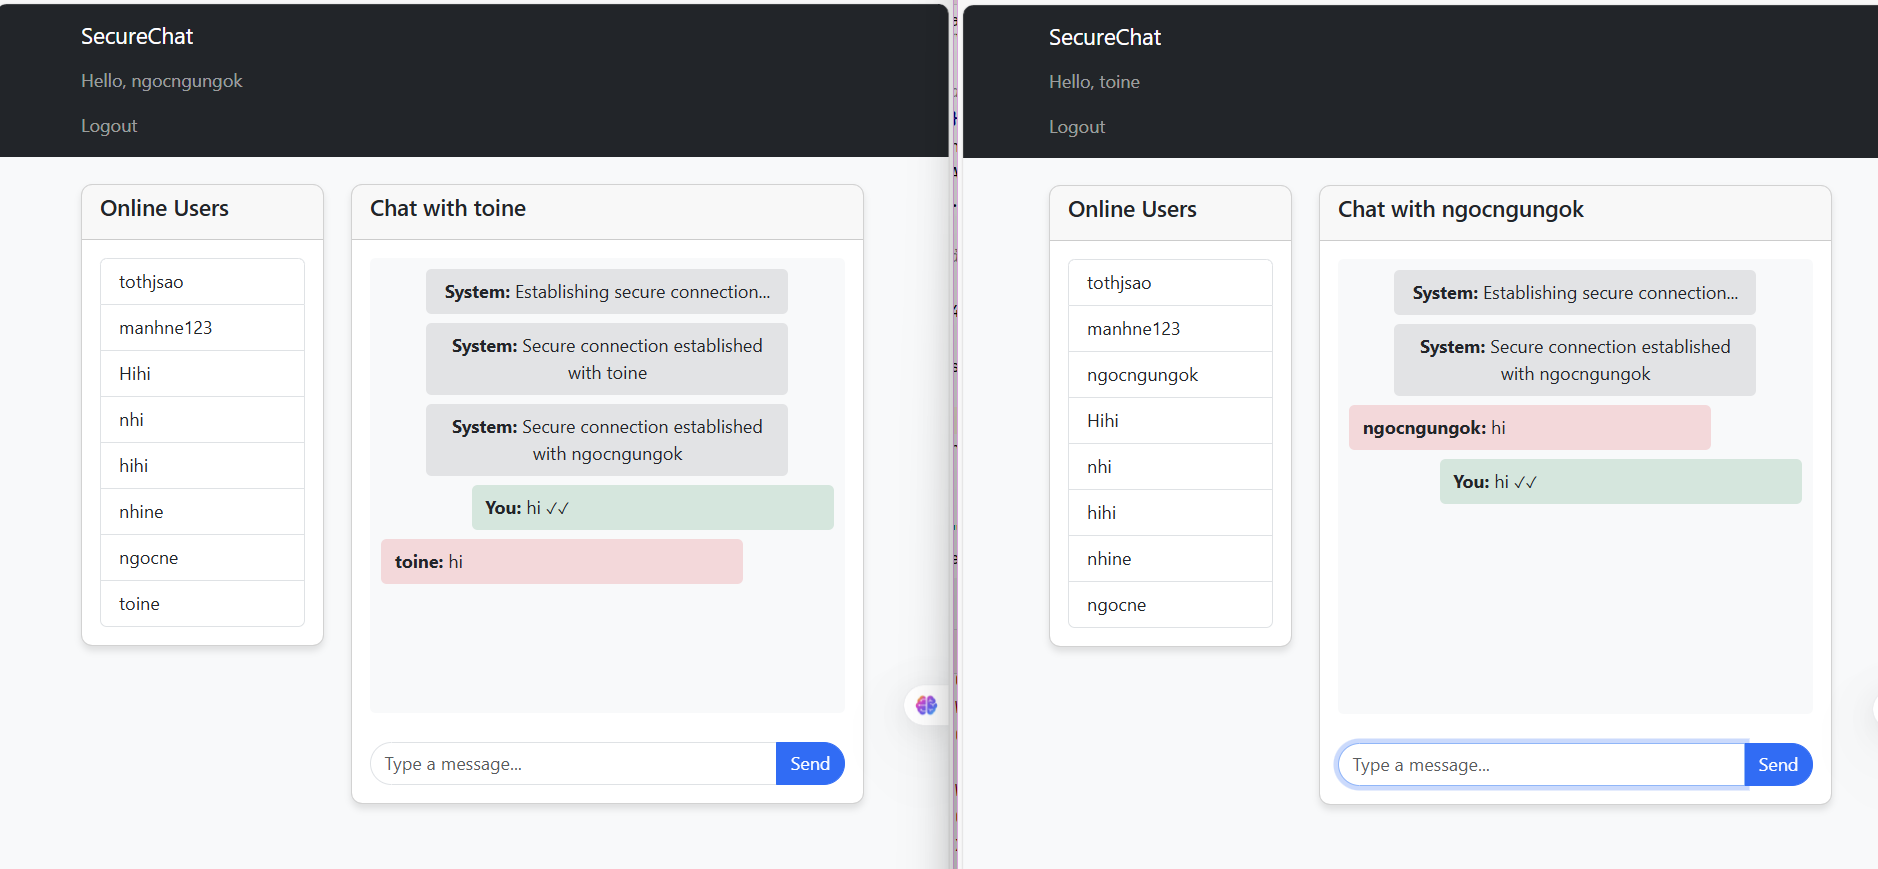 SecureChat
Hello, ngocngungok
Logout
Online Users
tothjsao
manhne123
Hihi
nhi
hihi
nhine
ngocne
toine
Chat with toine
System: Establishing secure connection...
System: Secure connection established
with toine
System: Secure connection established
with ngocngungok
You: hi ✓✓
toine: hi
Type a message...
Send
SecureChat
Hello, toine
Logout
Online Users
tothjsao
manhne123
ngocngungok
Hihi
nhi
hihi
nhine
ngocne
Chat with ngocngungok
System: Establishing secure connection...
System: Secure connection established
with ngocngungok
ngocngungok: hi
You: hi ✓✓
Type a message...
Send